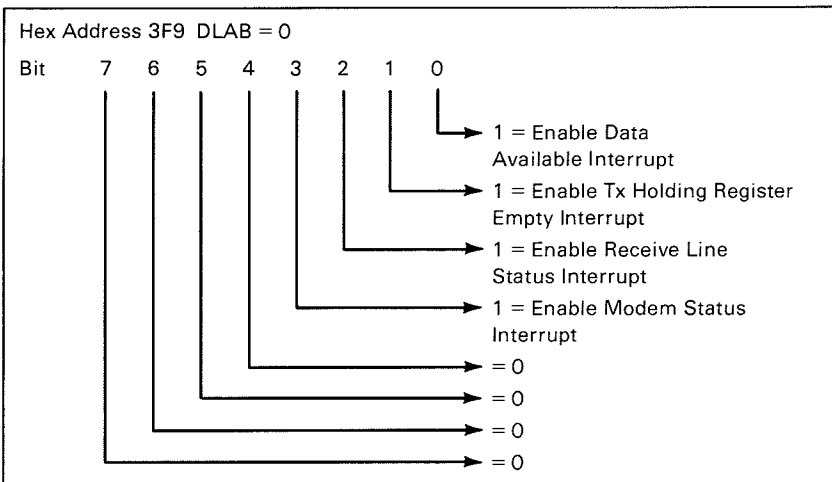 Hex Address 3F9 DLAB = 0
Bit 7 6 5 4 3 2 1 0
1 = Enable Data
Available Interrupt
1 = Enable Tx Holding Register
Empty Interrupt
1 = Enable Receive Line
Status Interrupt
1 = Enable Modem Status
Interrupt
= 0
= 0
= 0
= 0